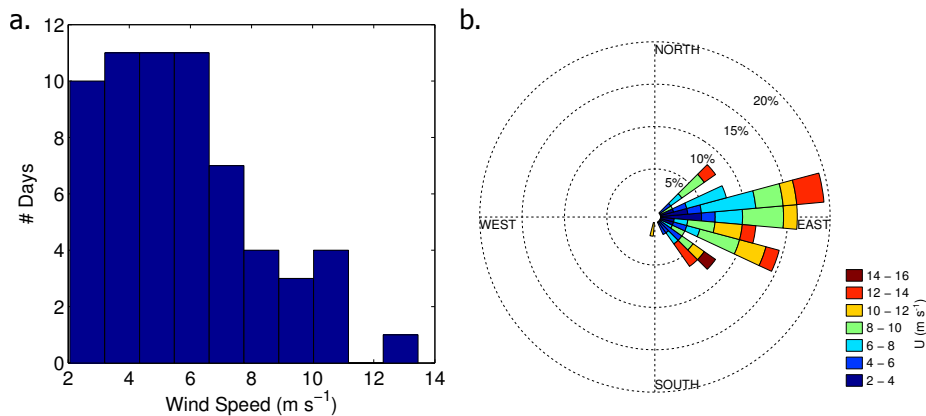 a.
12
10
8
6
4
2
0
# Days
2 4 6 8 10 12 14
Wind Speed (m s⁻¹)
b.
NORTH
20%
15%
10%
5%
WEST
EAST
SOUTH
14 − 16
12 − 14
10 − 12
8 − 10
6 − 8
4 − 6
2 − 4
U (m s⁻¹)